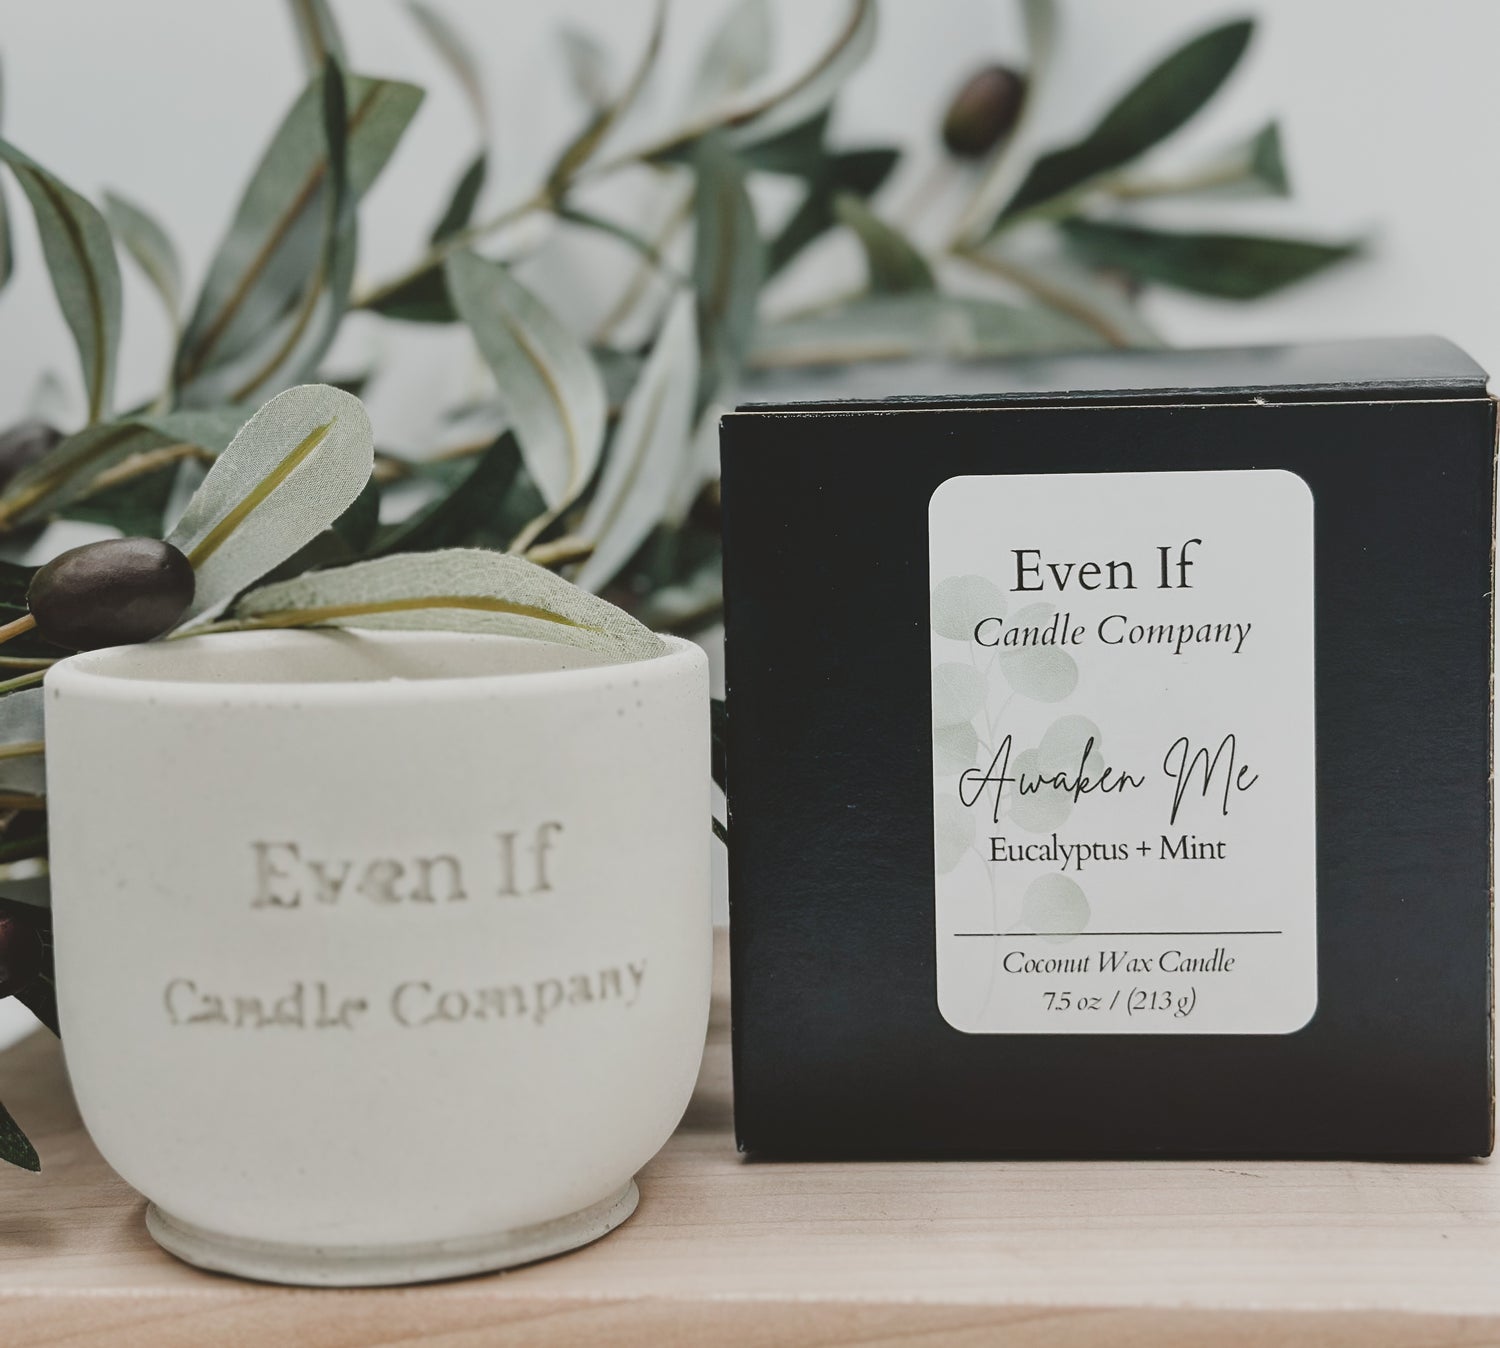 Even If
Candle Company
Even If
Candle Company
Awaken Me
Eucalyptus + Mint
Coconut Wax Candle
7.5 oz / (213 g)